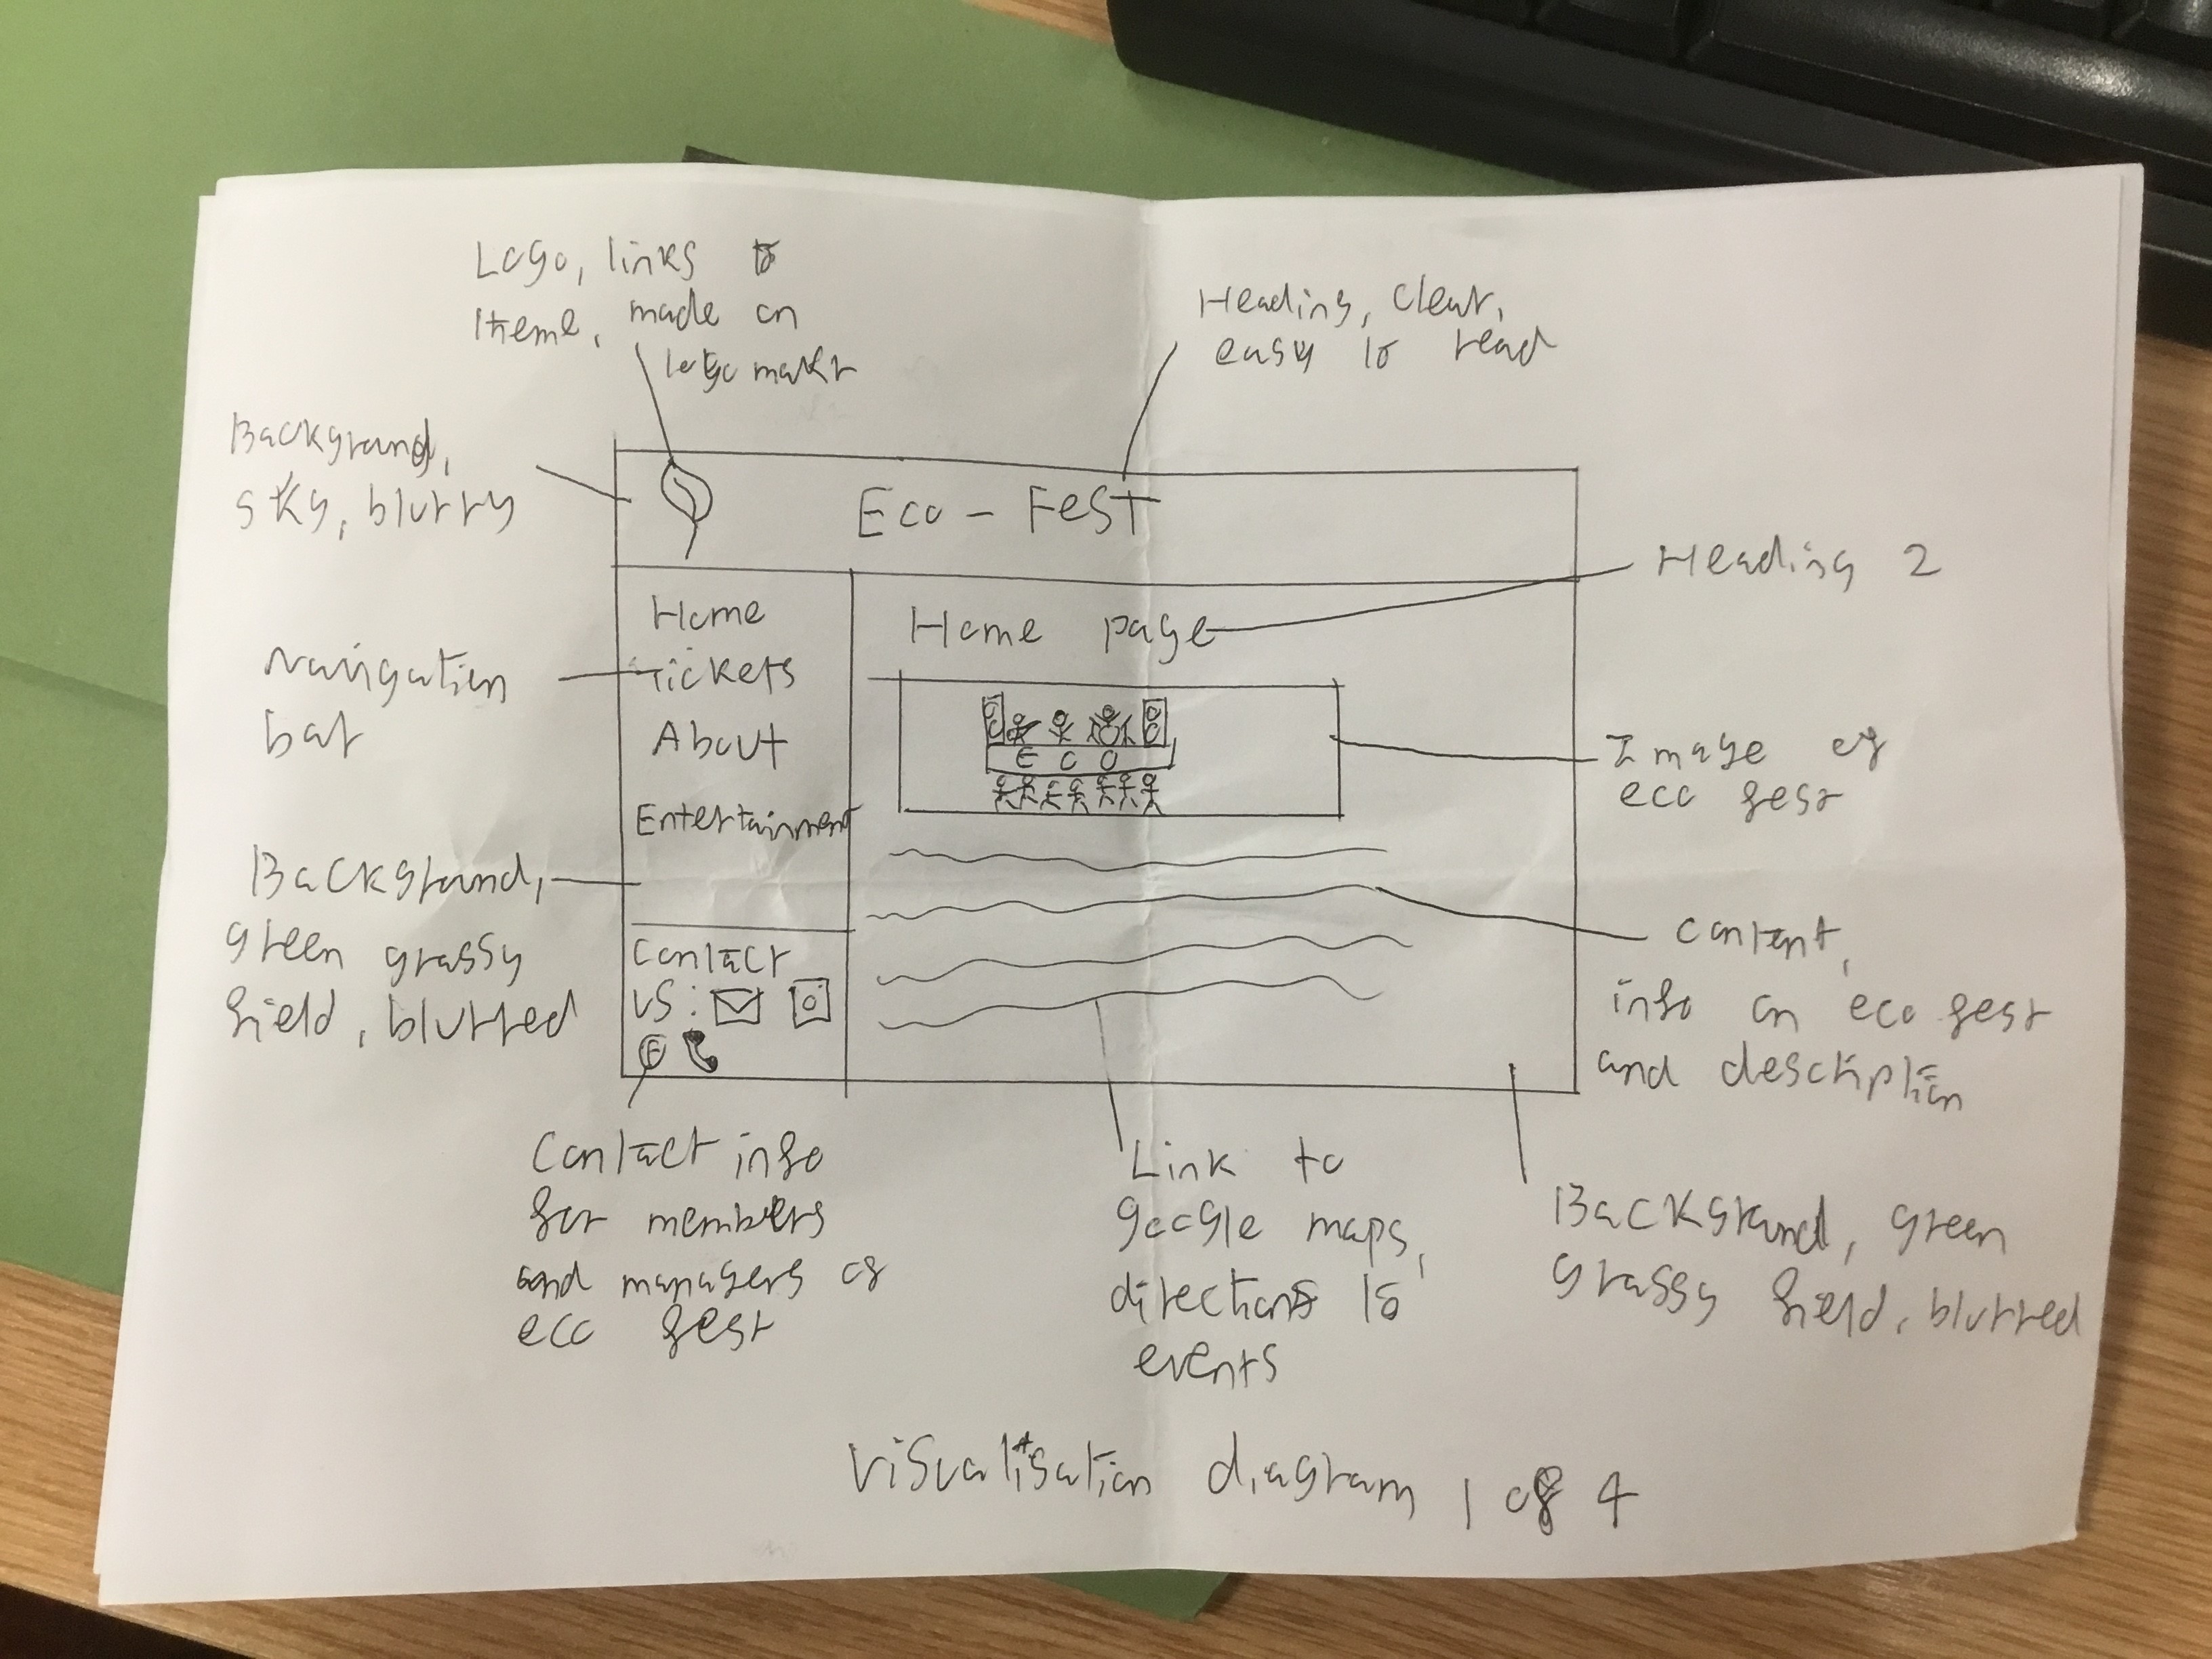 Logo, links to
theme, made on
logo makr
Heading, clear,
easy to read
Background,
sky, blurry
Eco - Fest
Heading 2
Home
Home page
Navigation
bar
Tickets
About
Image of
eco fest
E C O
Entertainment
Background,
green grassy
field, blurred
Content,
info on eco fest
and description
Contact
us:
Contact info
for members
and managers of
eco fest
Link to
google maps,
directions to
events
Background, green
grassy field, blurred
visualisation diagram 1 of 4